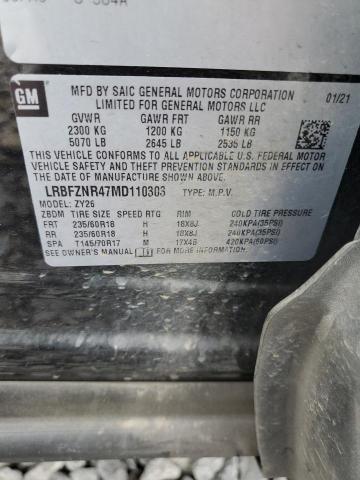 GM
MFD BY SAIC GENERAL MOTORS CORPORATION 01/21
LIMITED FOR GENERAL MOTORS LLC
GVWR GAWR FRT GAWR RR
2300 KG 1200 KG 1150 KG
5070 LB 2645 LB 2535 LB
THIS VEHICLE CONFORMS TO ALL APPLICABLE U.S. FEDERAL MOTOR
VEHICLE SAFETY, BUMPER, AND THEFT PREVENTION STANDARDS IN
EFFECT ON THE DATE OF MANUFACTURE SHOWN ABOVE.
LRBFZNR47MD110303 TYPE: M.P.V.
MODEL: ZY26
ZBDM TIRE SIZE SPEED RTG RIM COLD TIRE PRESSURE
FRT 235/60R18 H 18X8J 240KPA(35PSI)
RR 235/60R18 H 18X8J 240KPA(35PSI)
SPA T145/70R17 M 17X4B 420KPA(60PSI)
SEE OWNER'S MANUAL FOR MORE INFORMATION